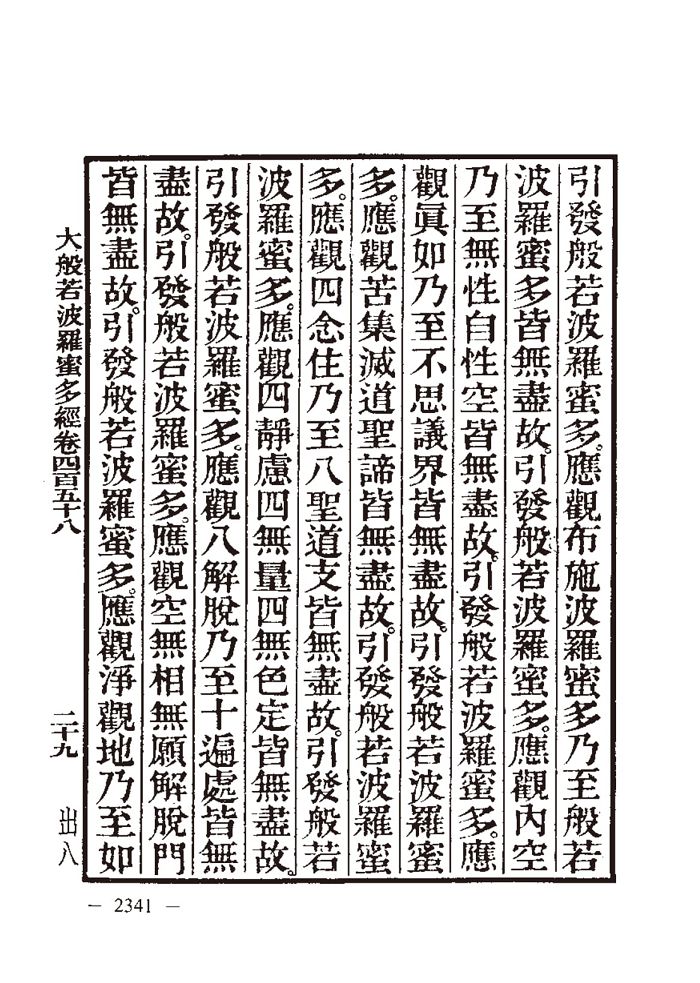 引發般若波羅蜜多。應觀布施波羅蜜多乃至般若
波羅蜜多皆無盡故。引發般若波羅蜜多。應觀內空
乃至無性自性空皆無盡故。引發般若波羅蜜多。應
觀眞如乃至不思議界皆無盡故。引發般若波羅蜜
多。應觀苦集滅道聖諦皆無盡故。引發般若波羅蜜
多。應觀四念住乃至八聖道支皆無盡故。引發般若
波羅蜜多。應觀四靜慮四無量四無色定皆無盡故。
引發般若波羅蜜多。應觀八解脫乃至十遍處皆無
盡故。引發般若波羅蜜多。應觀空無相無願解脫門
皆無盡故。引發般若波羅蜜多。應觀淨觀地乃至如
大般若波羅蜜多經卷四百五十八 二十九 出八
— 2341 —